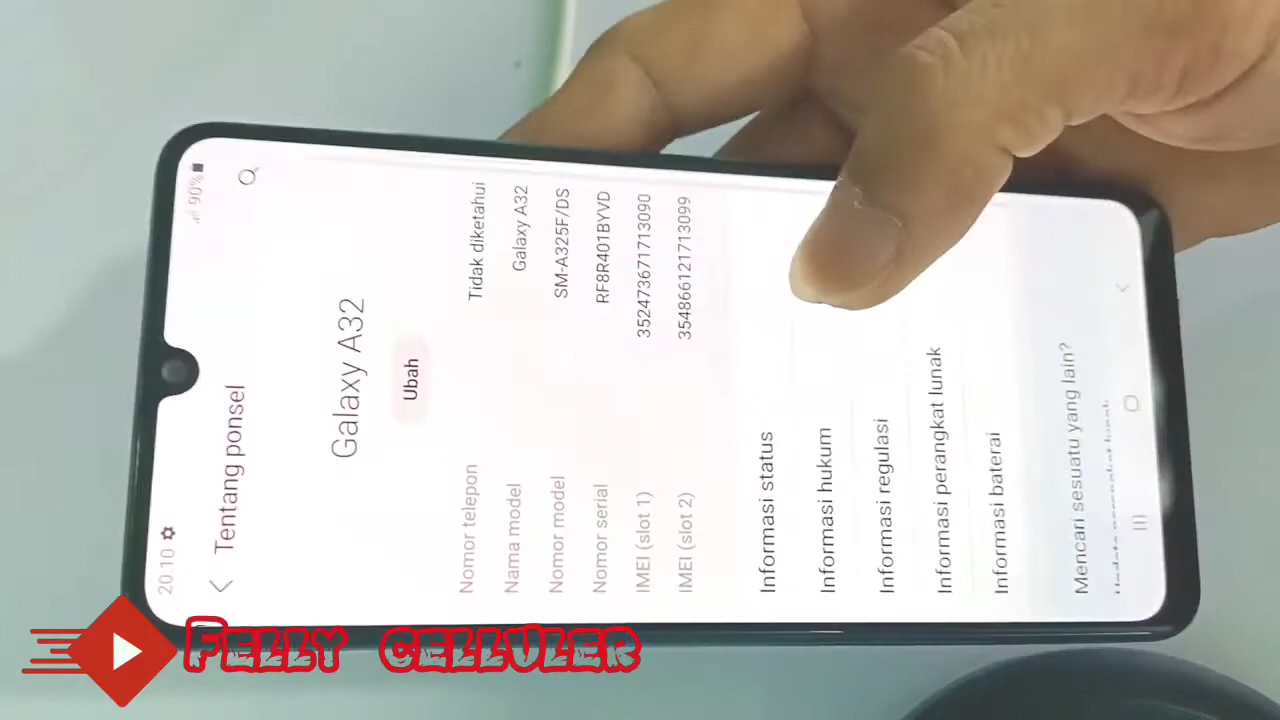 20.10 90%
Tentang ponsel
Galaxy A32
Ubah
Nomor telepon Tidak diketahui
Nama model Galaxy A32
Nomor model SM-A325F/DS
Nomor serial RF8R401BYVD
IMEI (slot 1) 352473671713090
IMEI (slot 2) 354866121713099
Informasi status
Informasi hukum
Informasi regulasi
Informasi perangkat lunak
Informasi baterai
Mencari sesuatu yang lain?
FELLY CELLULER